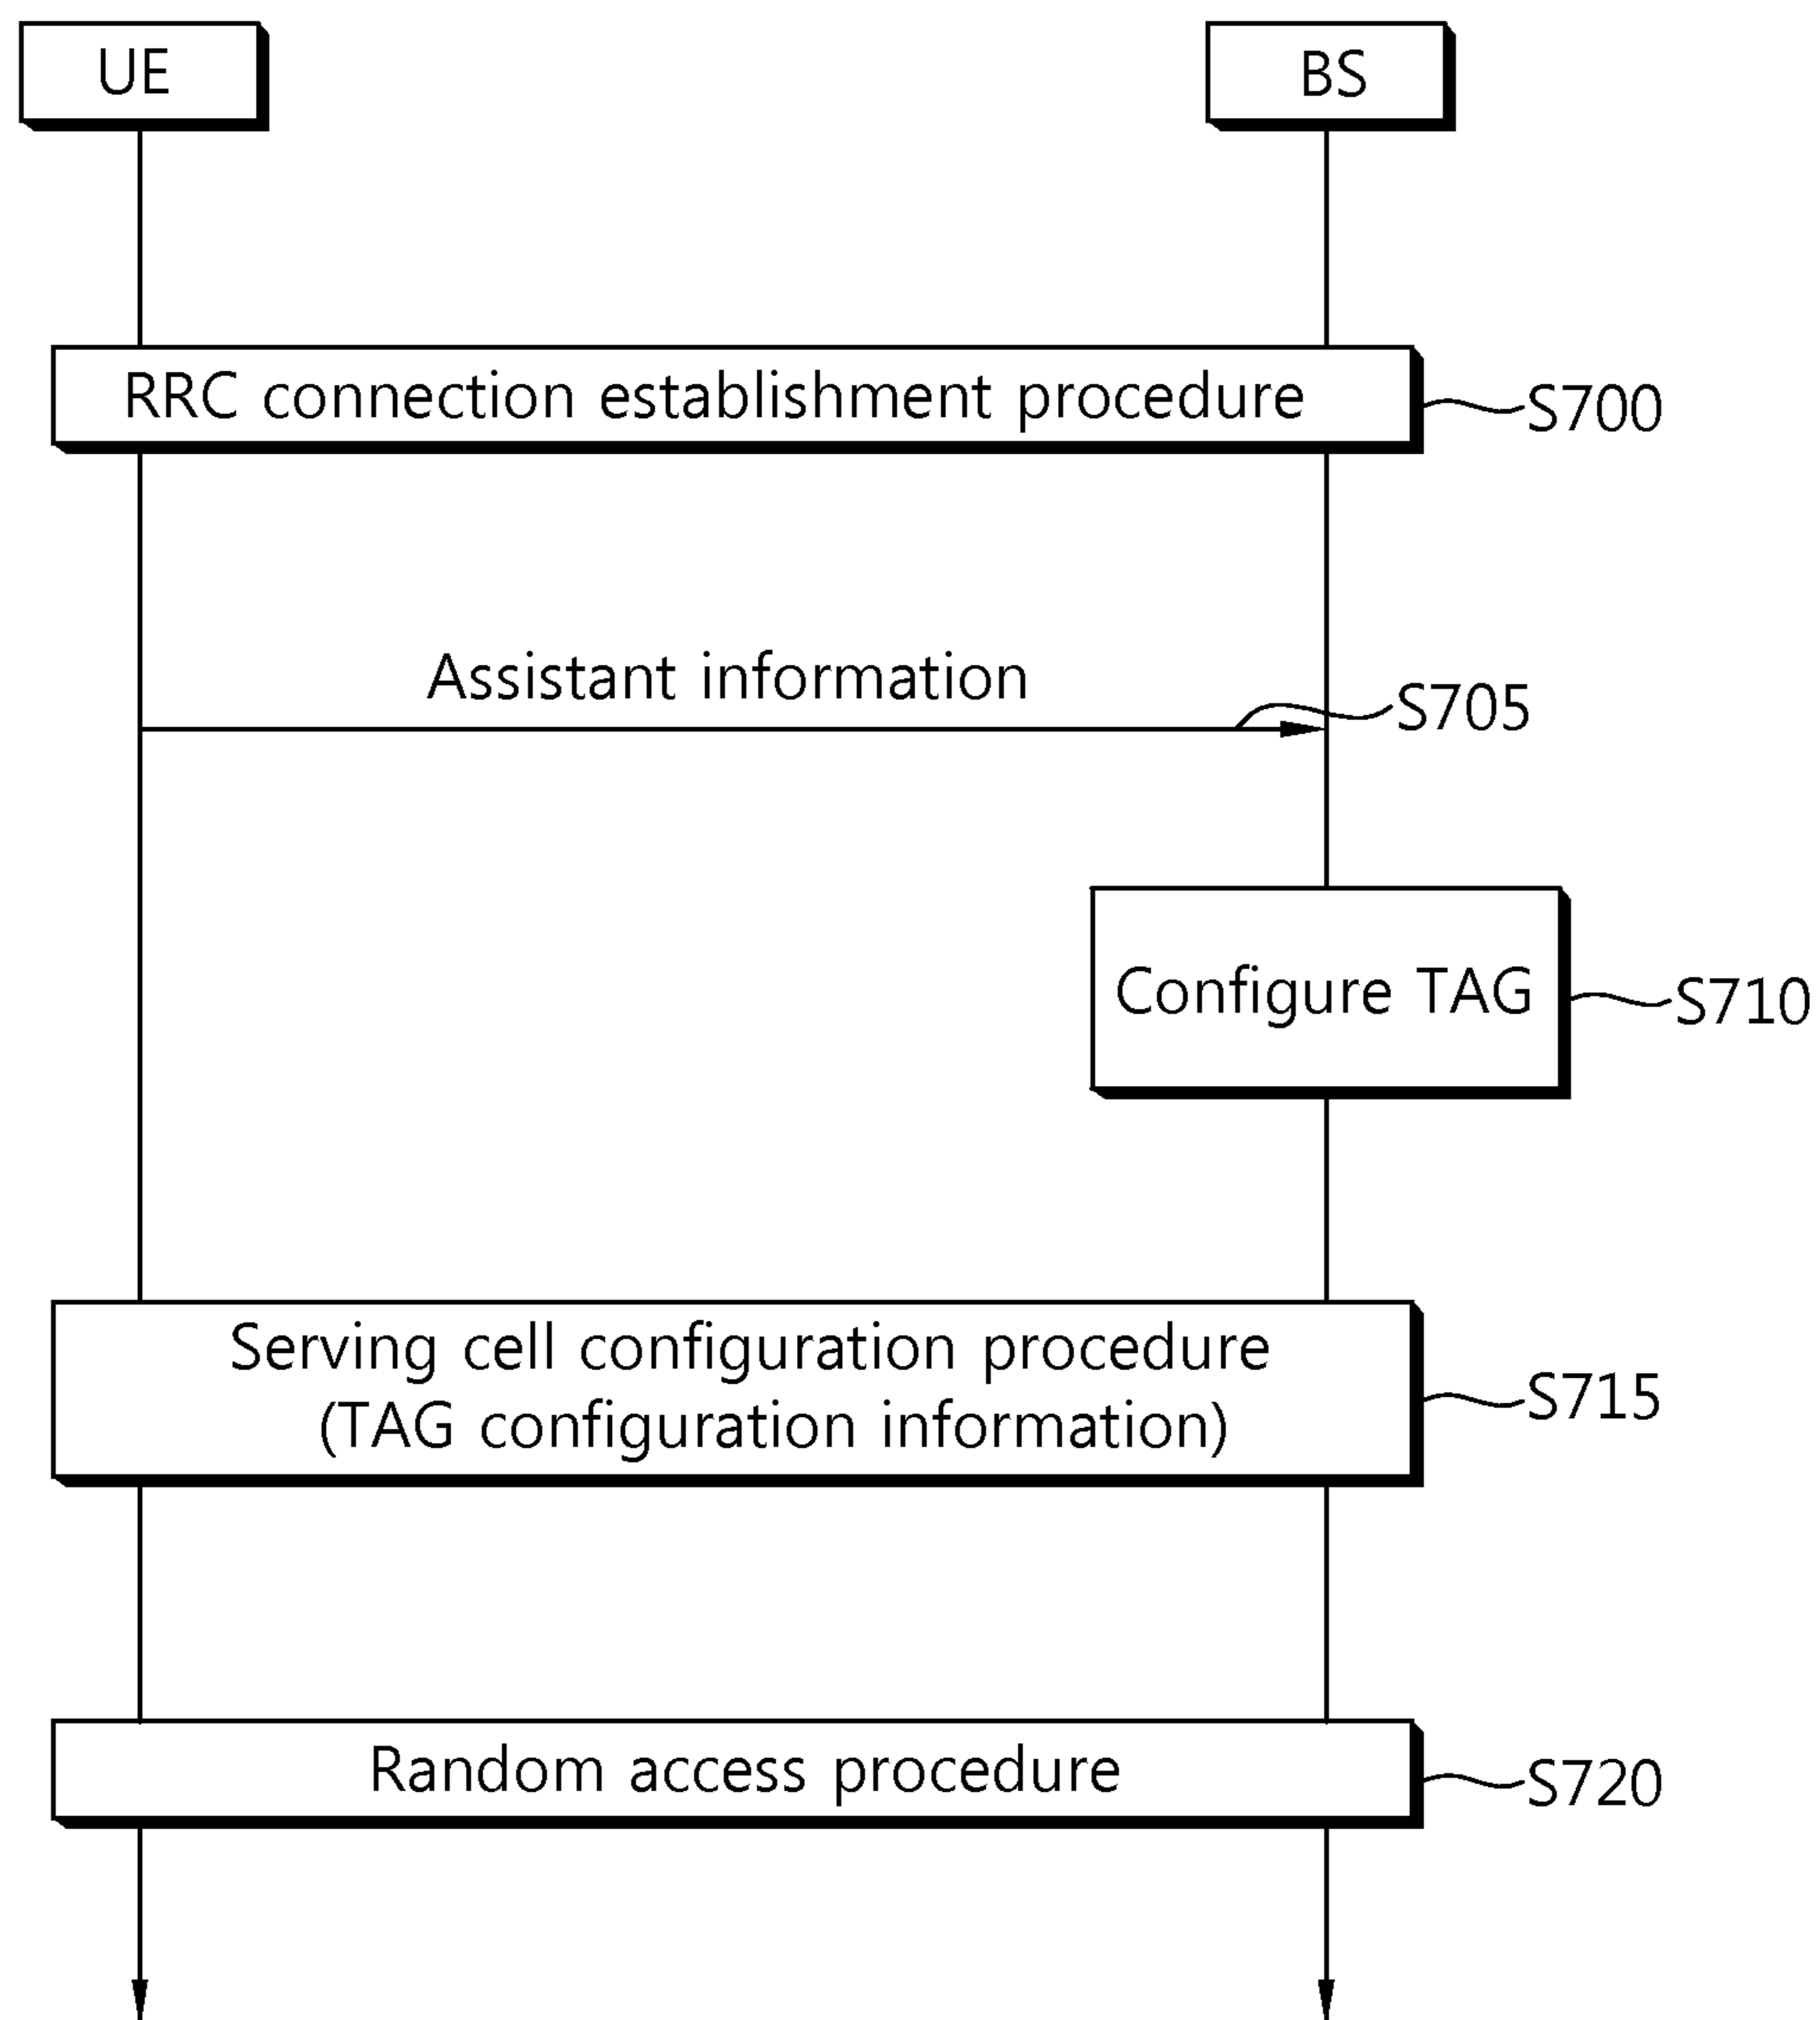 UE
BS
RRC connection establishment procedure
S700
Assistant information
S705
Configure TAG
S710
Serving cell configuration procedure
(TAG configuration information)
S715
Random access procedure
S720